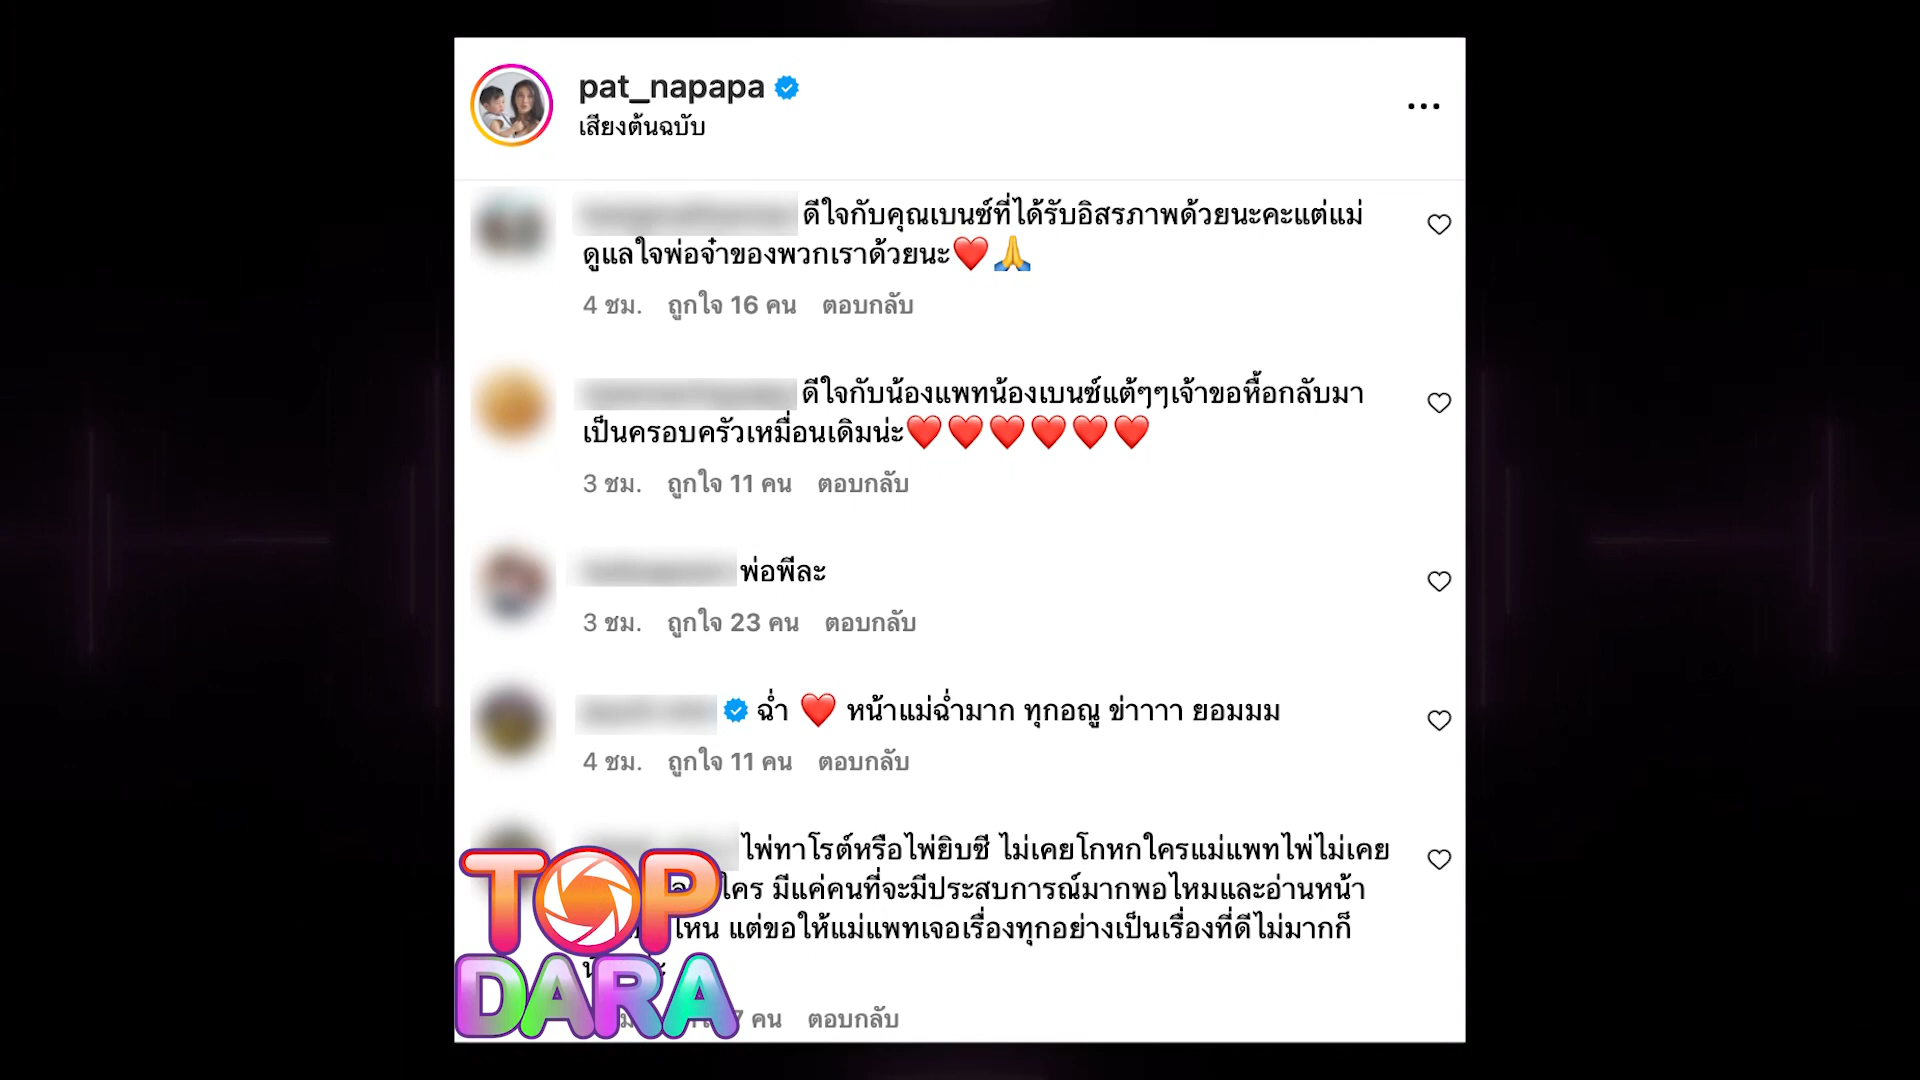 pat_napapa
เสียงต้นฉบับ
ดีใจกับคุณเบนซ์ที่ได้รับอิสรภาพด้วยนะคะแต่แม่
ดูแลใจพ่อจ๋าของพวกเราด้วยนะ❤️🙏
4 ชม. ถูกใจ 16 คน ตอบกลับ
ดีใจกับน้องแพทน้องเบนซ์แต้ๆๆเจ้าขอหื้อกลับมา
เป็นครอบครัวเหมื่อนเดิมน่ะ❤️❤️❤️❤️❤️❤️
3 ชม. ถูกใจ 11 คน ตอบกลับ
พ่อพีละ
3 ชม. ถูกใจ 23 คน ตอบกลับ
ฉ่ำ ❤️ หน้าแม่ฉ่ำมาก ทุกอณู ข่าาาา ยอมมม
4 ชม. ถูกใจ 11 คน ตอบกลับ
ไพ่ทาโรต์หรือไพ่ยิบซี ไม่เคยโกหกใครแม่แพทไพ่ไม่เคย
ใคร มีแค่คนที่จะมีประสบการณ์มากพอไหมและอ่านหน้า
ไหน แต่ขอให้แม่แพทเจอเรื่องทุกอย่างเป็นเรื่องที่ดีไม่มากก็
7 คน ตอบกลับ
TOP
DARA